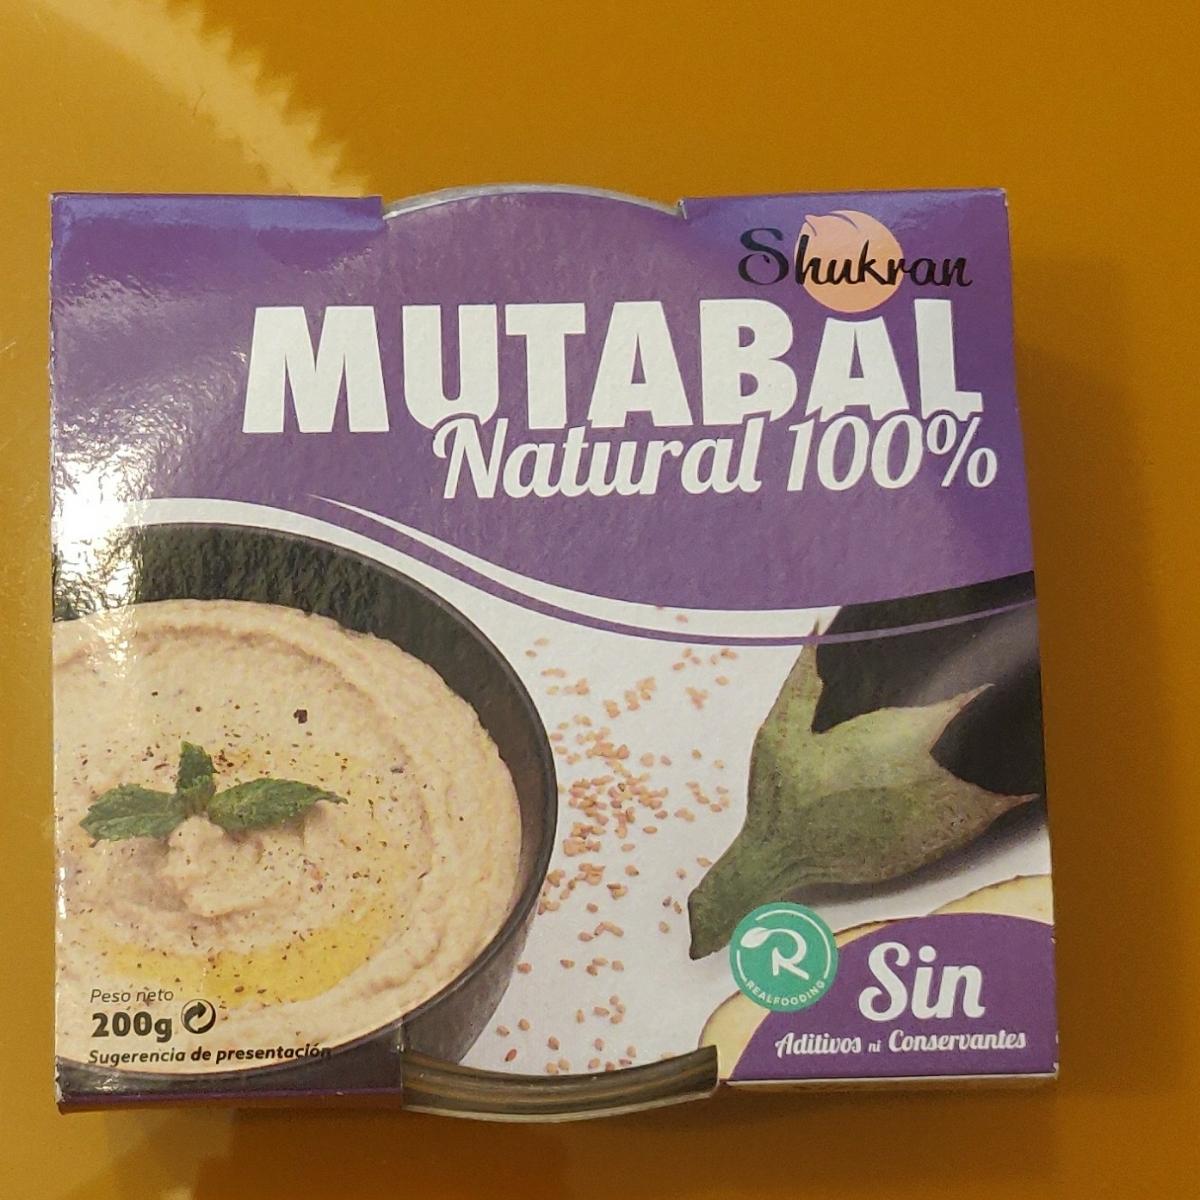 Shukran
MUTABAL
Natural 100%
R
REALFOODING
Sin
Aditivos ni Conservantes
Peso neto
200g
Sugerencia de presentación